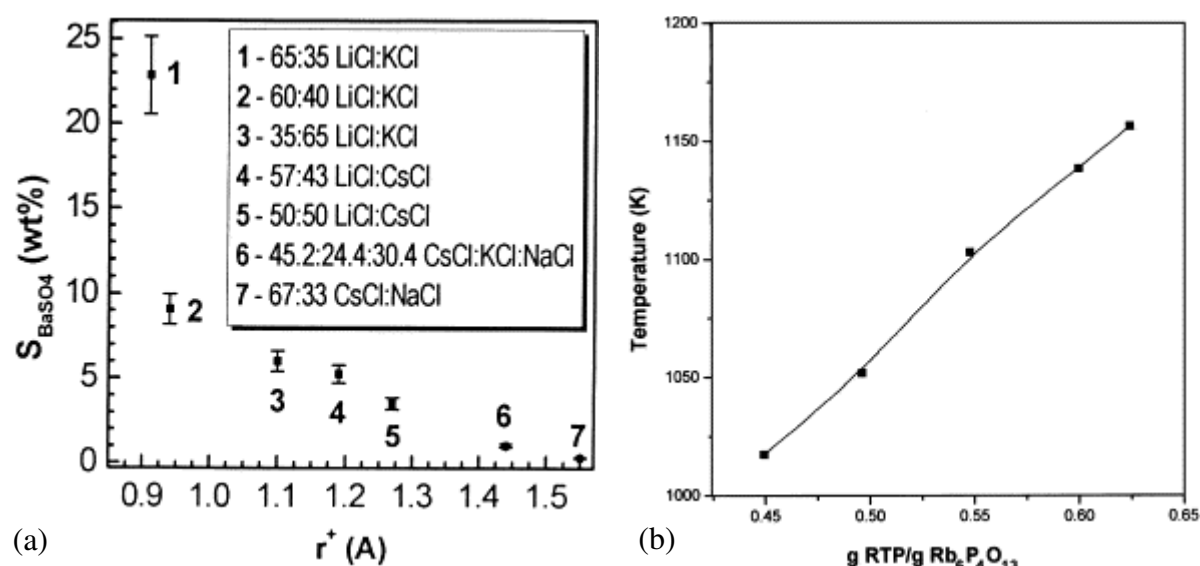 25
20
15
10
5
0
S_BaSO4 (wt%)
1 - 65:35 LiCl:KCl
2 - 60:40 LiCl:KCl
3 - 35:65 LiCl:KCl
4 - 57:43 LiCl:CsCl
5 - 50:50 LiCl:CsCl
6 - 45.2:24.4:30.4 CsCl:KCl:NaCl
7 - 67:33 CsCl:NaCl
1
2
3
4
5
6
7
0.9 1.0 1.1 1.2 1.3 1.4 1.5
r⁺ (A)
(a)
1200
1150
1100
1050
1000
Temperature (K)
0.45 0.50 0.55 0.60 0.65
g RTP/g Rb₆P₄O₁₃
(b)